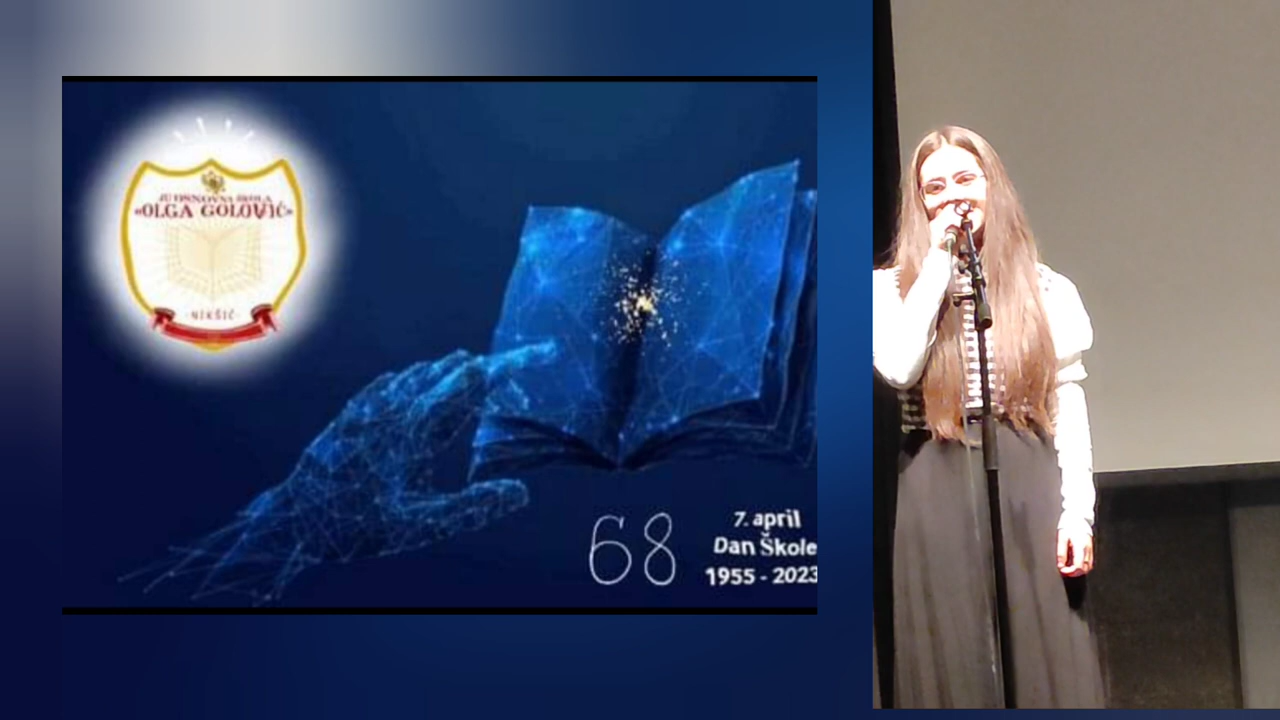 JU OSNOVNA ŠKOLA
«OLGA GOLOVIĆ»
·NIKŠIĆ·
68
7. april
Dan Škole
1955 - 2023